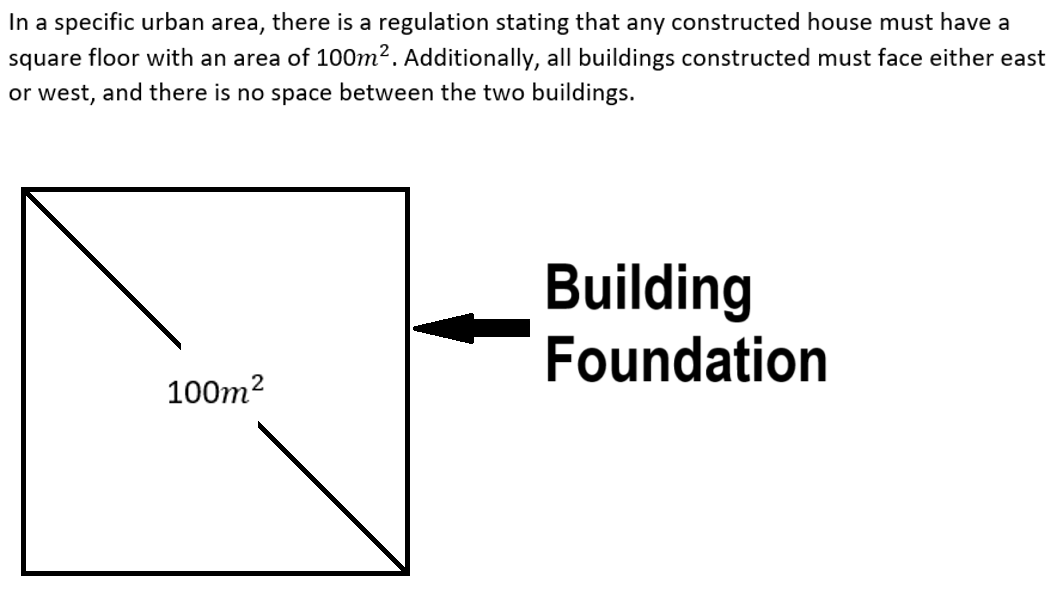 In a specific urban area, there is a regulation stating that any constructed house must have a
square floor with an area of 100m². Additionally, all buildings constructed must face either east
or west, and there is no space between the two buildings.
Building
Foundation
100m²